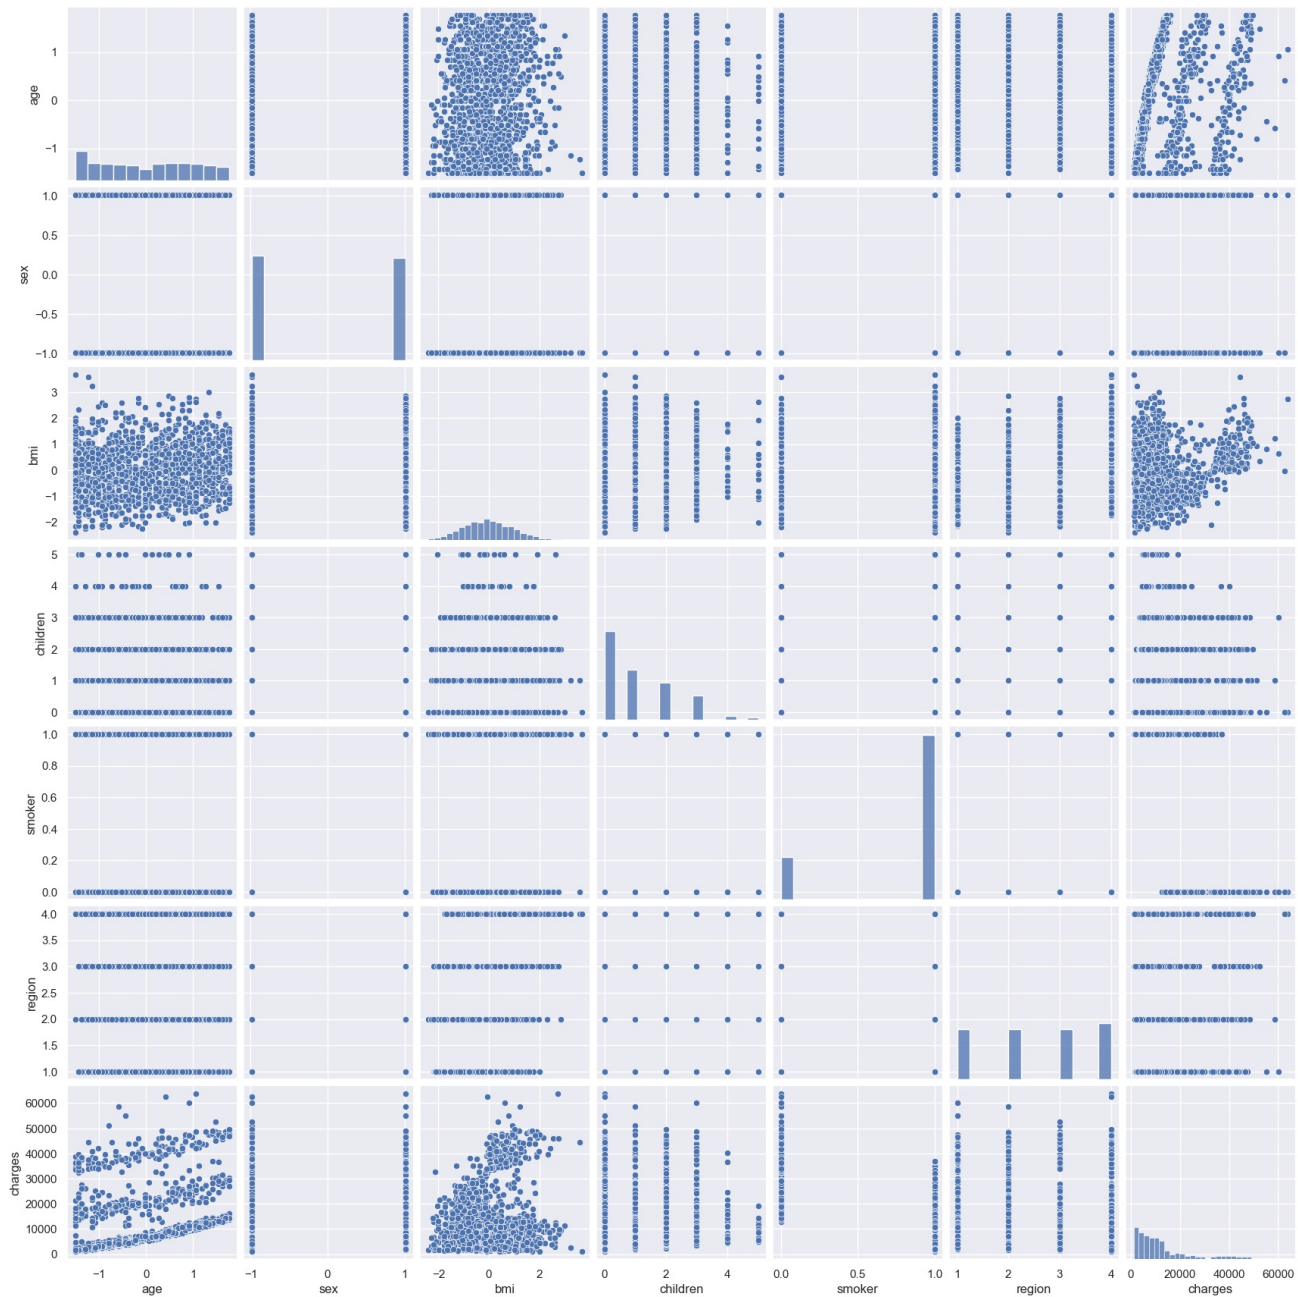 1
0
−1
age
1.0
0.5
0.0
−0.5
−1.0
sex
3
2
1
0
−1
−2
bmi
5
4
3
2
1
0
children
1.0
0.8
0.6
0.4
0.2
0.0
smoker
4.0
3.5
3.0
2.5
2.0
1.5
1.0
region
60000
50000
40000
30000
20000
10000
0
charges
−1 0 1
age
−1 0 1
sex
−2 0 2
bmi
0 2 4
children
0.0 0.5 1.0
smoker
1 2 3 4
region
0 20000 40000 60000
charges